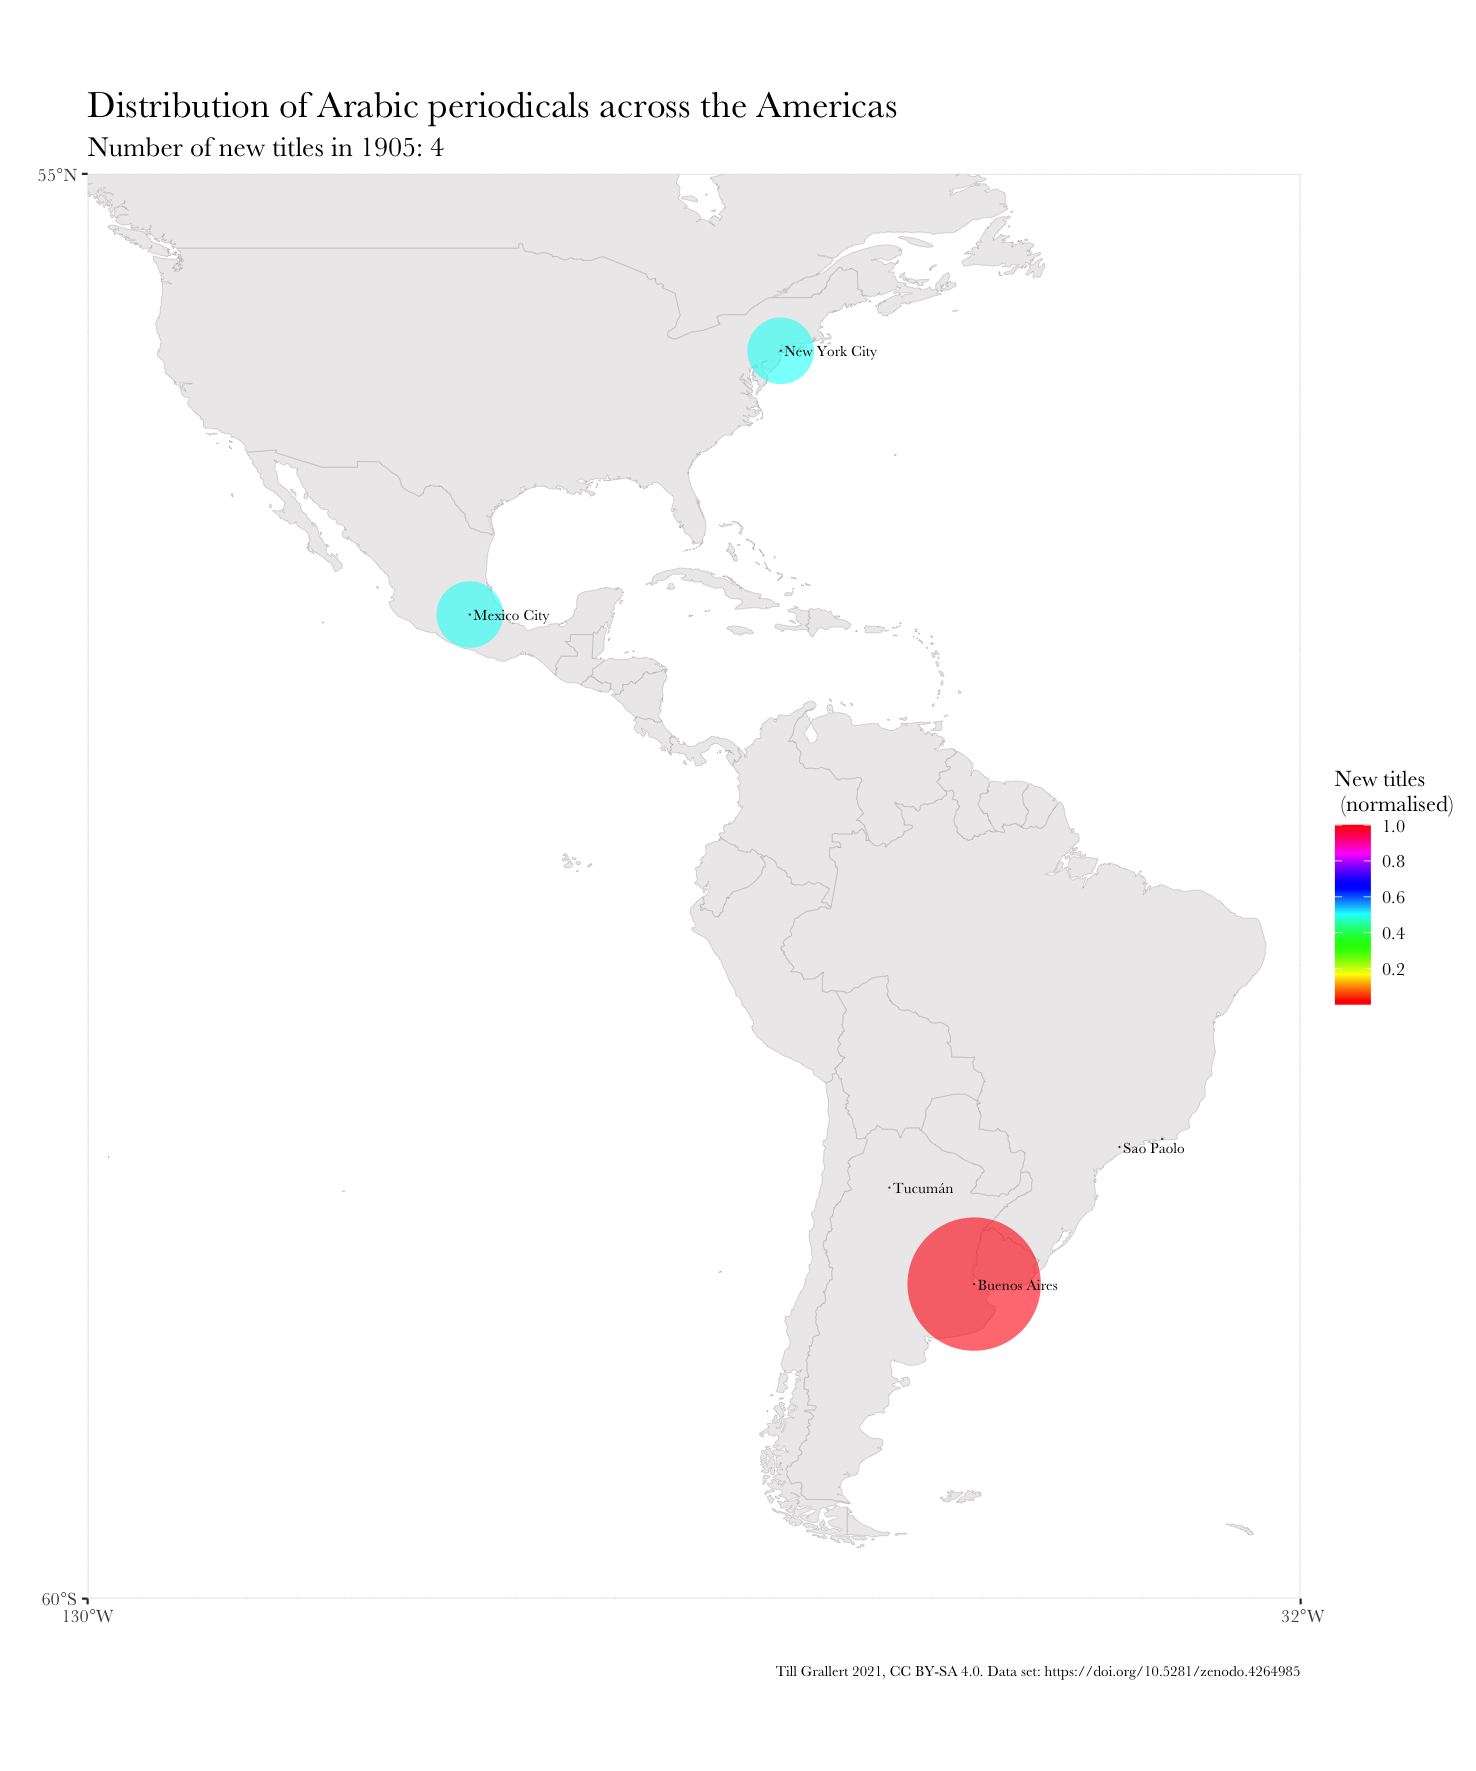 Distribution of Arabic periodicals across the Americas
Number of new titles in 1905: 4
55°N
New York City
Mexico City
New titles
(normalised)
1.0
0.8
0.6
0.4
0.2
Sao Paolo
Tucumán
Buenos Aires
60°S
130°W
32°W
Till Grallert 2021, CC BY-SA 4.0. Data set: https://doi.org/10.5281/zenodo.4264985